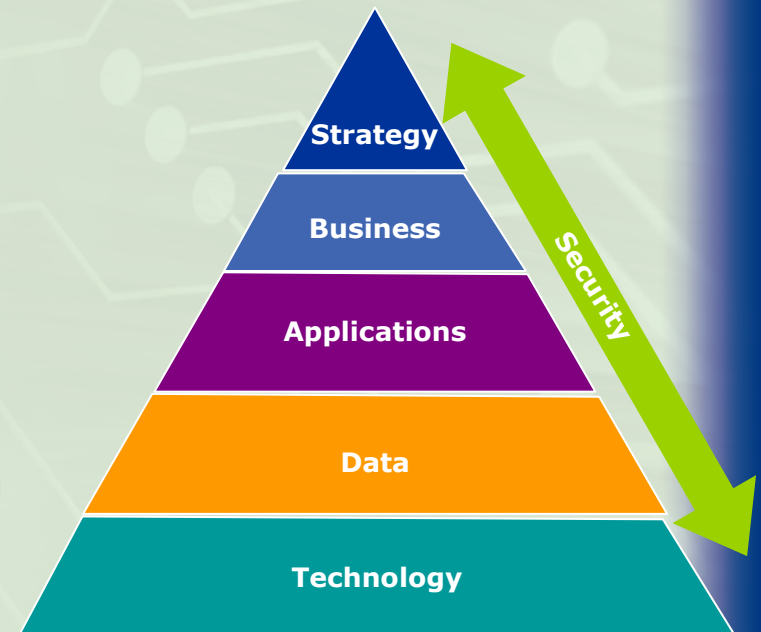 Strategy
Business
Security
Applications
Data
Technology